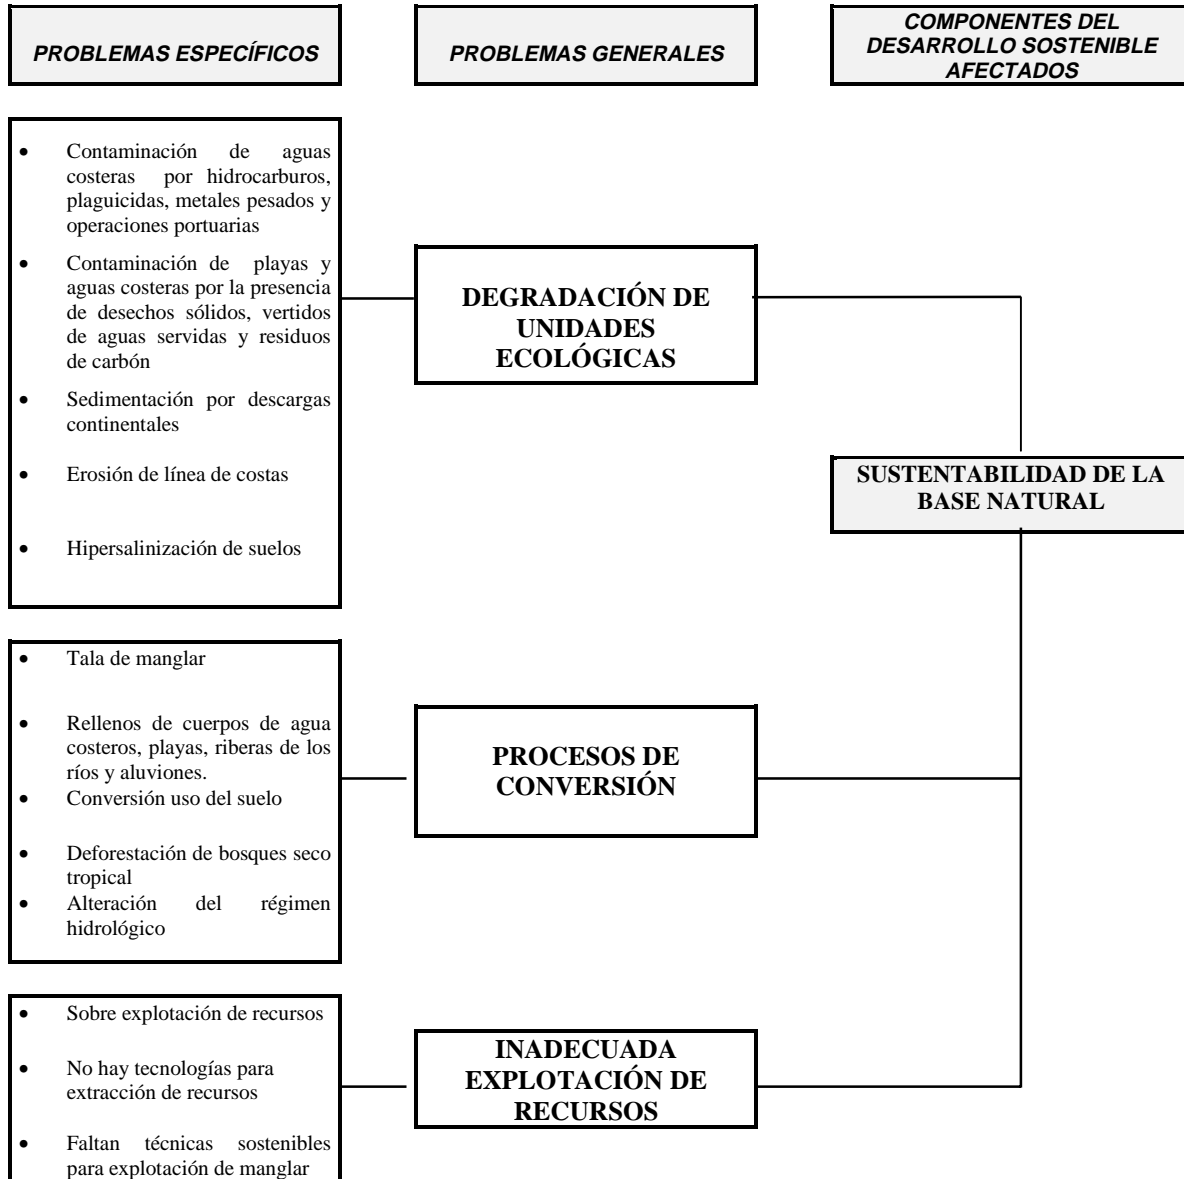 PROBLEMAS ESPECÍFICOS
PROBLEMAS GENERALES
COMPONENTES DEL
DESARROLLO SOSTENIBLE
AFECTADOS
• Contaminación de aguas
costeras por hidrocarburos,
plaguicidas, metales pesados y
operaciones portuarias
• Contaminación de playas y
aguas costeras por la presencia
de desechos sólidos, vertidos
de aguas servidas y residuos
de carbón
• Sedimentación por descargas
continentales
• Erosión de línea de costas
• Hipersalinización de suelos
DEGRADACIÓN DE
UNIDADES
ECOLÓGICAS
SUSTENTABILIDAD DE LA
BASE NATURAL
• Tala de manglar
• Rellenos de cuerpos de agua
costeros, playas, riberas de los
ríos y aluviones.
• Conversión uso del suelo
• Deforestación de bosques seco
tropical
• Alteración del régimen
hidrológico
PROCESOS DE
CONVERSIÓN
• Sobre explotación de recursos
• No hay tecnologías para
extracción de recursos
• Faltan técnicas sostenibles
para explotación de manglar
INADECUADA
EXPLOTACIÓN DE
RECURSOS